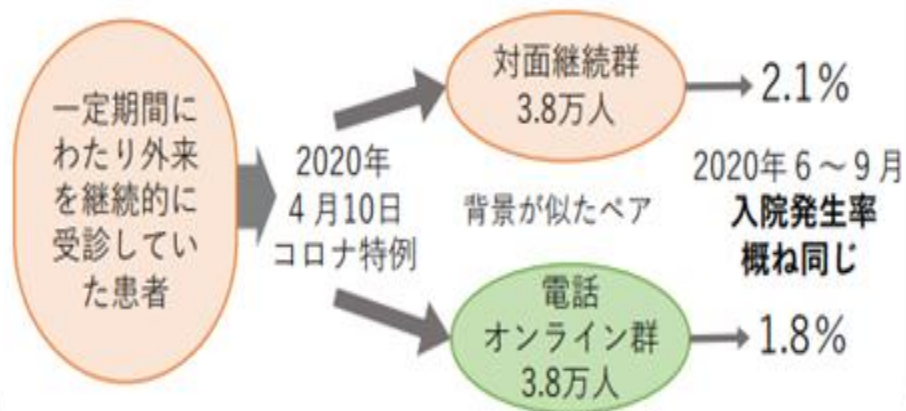 一定期間に
わたり外来
を継続的に
受診してい
た患者
2020年
4月10日
コロナ特例
対面継続群
3.8万人
背景が似たペア
電話
オンライン群
3.8万人
2.1%
2020年6～9月
入院発生率
概ね同じ
1.8%